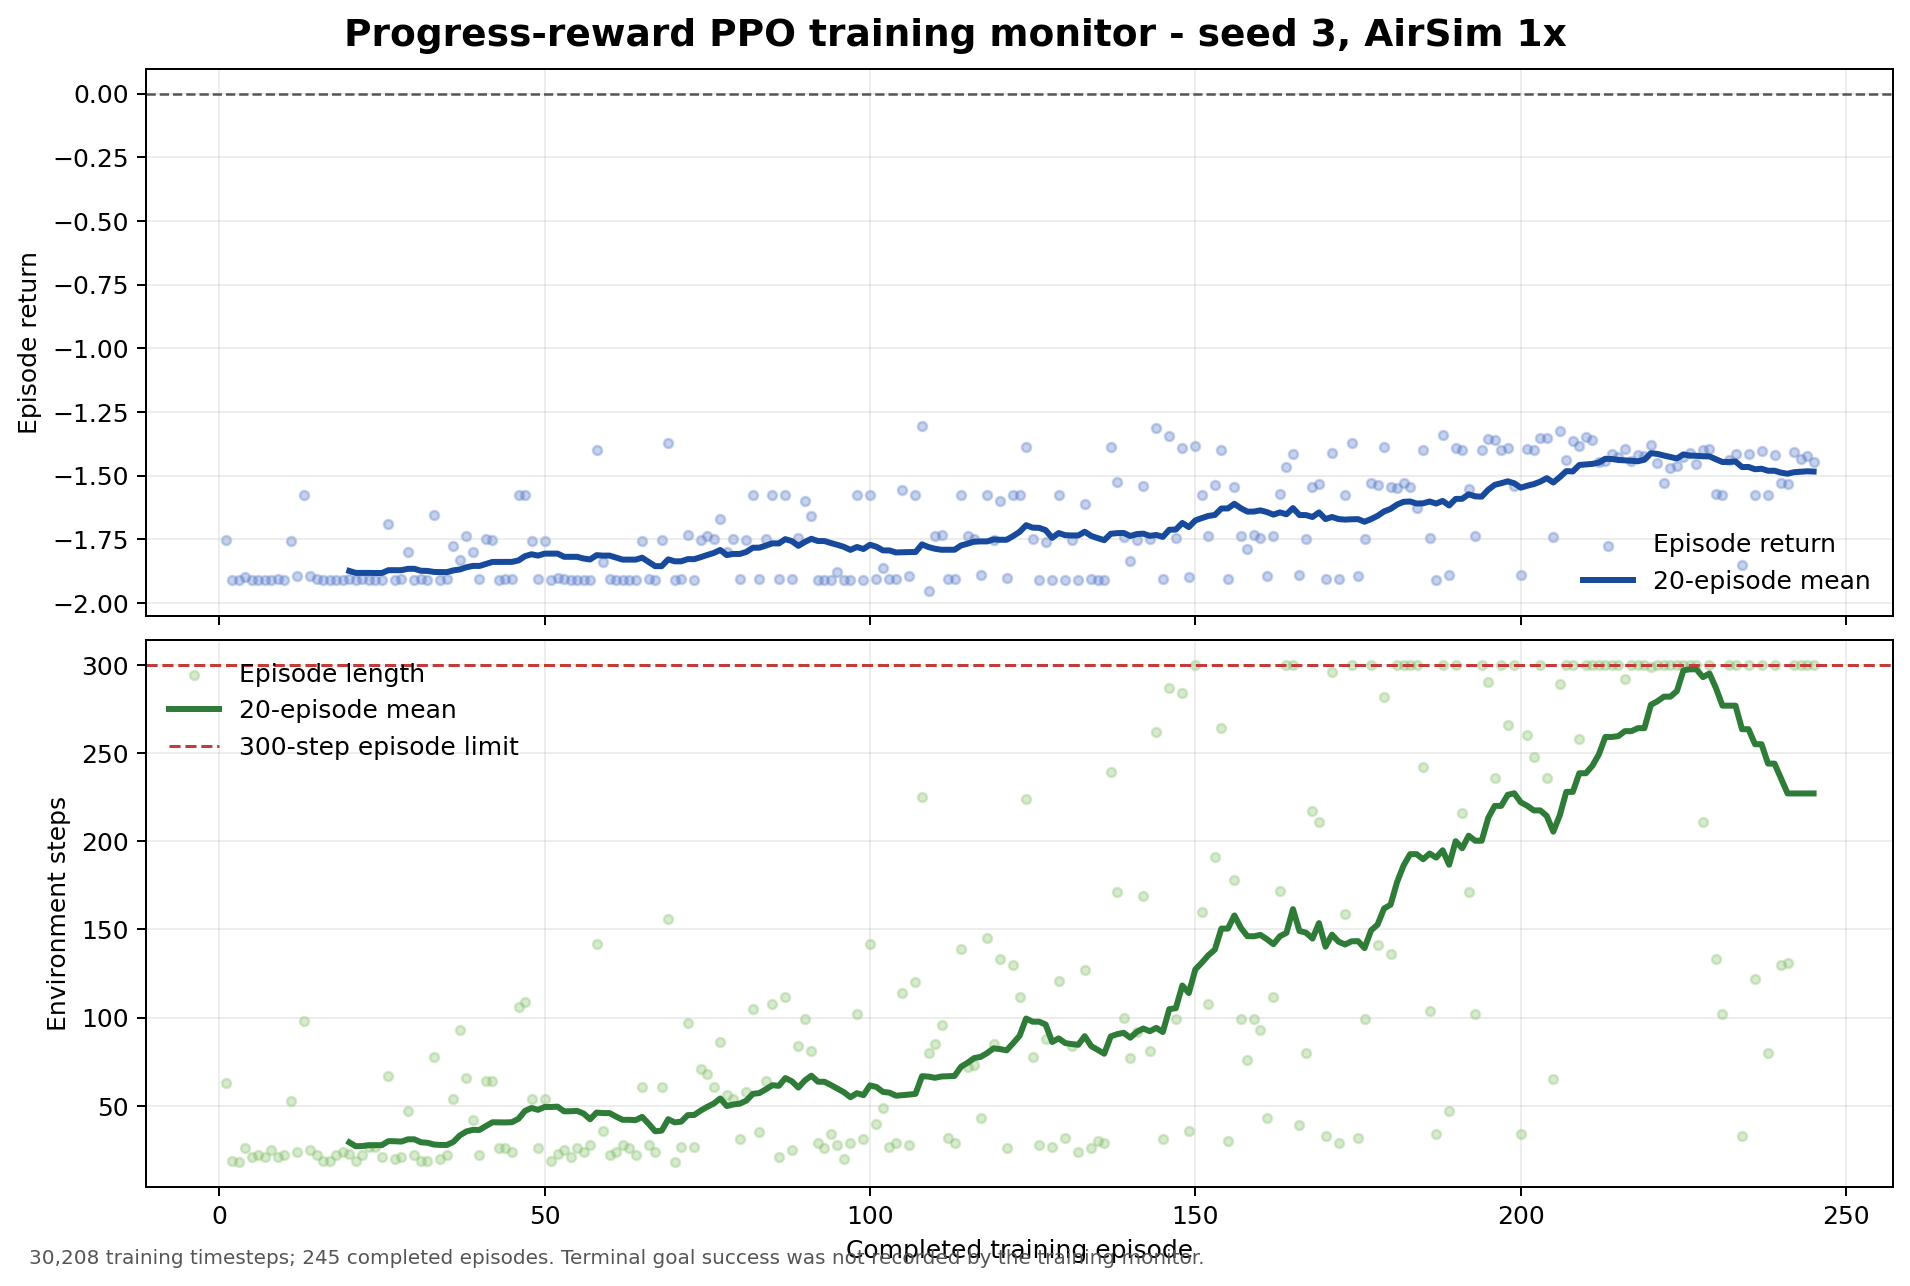 Progress-reward PPO training monitor - seed 3, AirSim 1x
0.00
−0.25
−0.50
−0.75
−1.00
−1.25
−1.50
−1.75
−2.00
Episode return
Episode return
20-episode mean
300
250
200
150
100
50
Environment steps
Episode length
20-episode mean
300-step episode limit
0 50 100 150 200 250
Completed training episode
30,208 training timesteps; 245 completed episodes. Terminal goal success was not recorded by the training monitor.